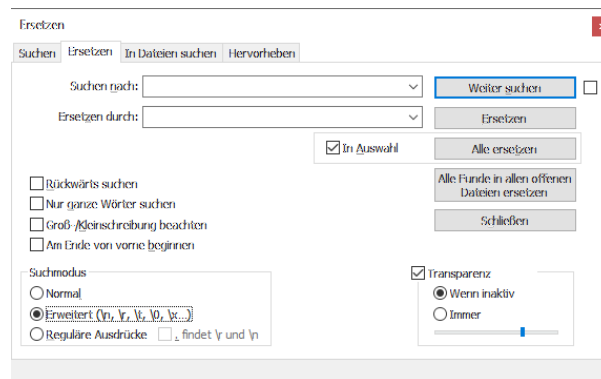 Ersetzen
Suchen Ersetzen In Dateien suchen Hervorheben
Suchen nach: Weiter suchen
Ersetzen durch: Ersetzen
In Auswahl Alle ersetzen
Alle Funde in allen offenen
Dateien ersetzen
Rückwärts suchen
Nur ganze Wörter suchen
Groß-/Kleinschreibung beachten
Schließen
Am Ende von vorne beginnen
Suchmodus
Transparenz
Normal
Wenn inaktiv
Erweitert (\n, \r, \t, \0, \x...)
Immer
Reguläre Ausdrücke . findet \r und \n